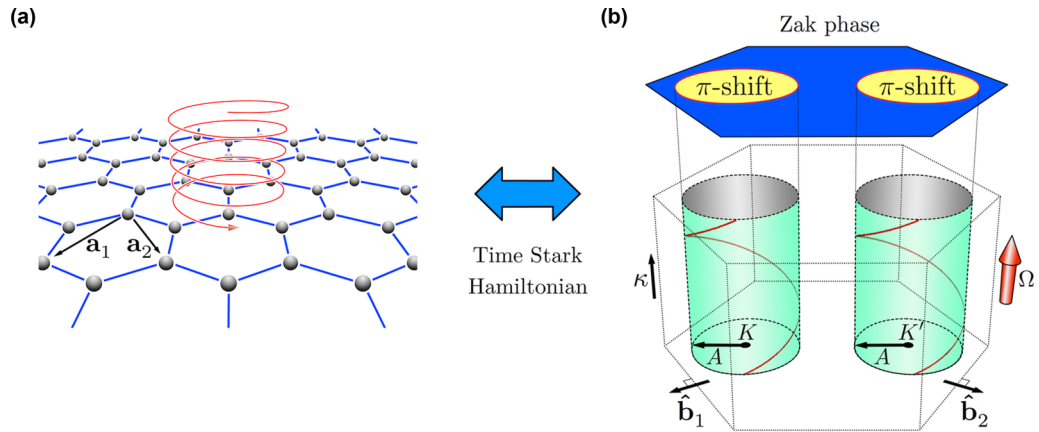 (a)
a₁
a₂
Time Stark
Hamiltonian
(b)
Zak phase
π-shift
π-shift
κ
Ω
K
A
K′
A
b̂₁
b̂₂